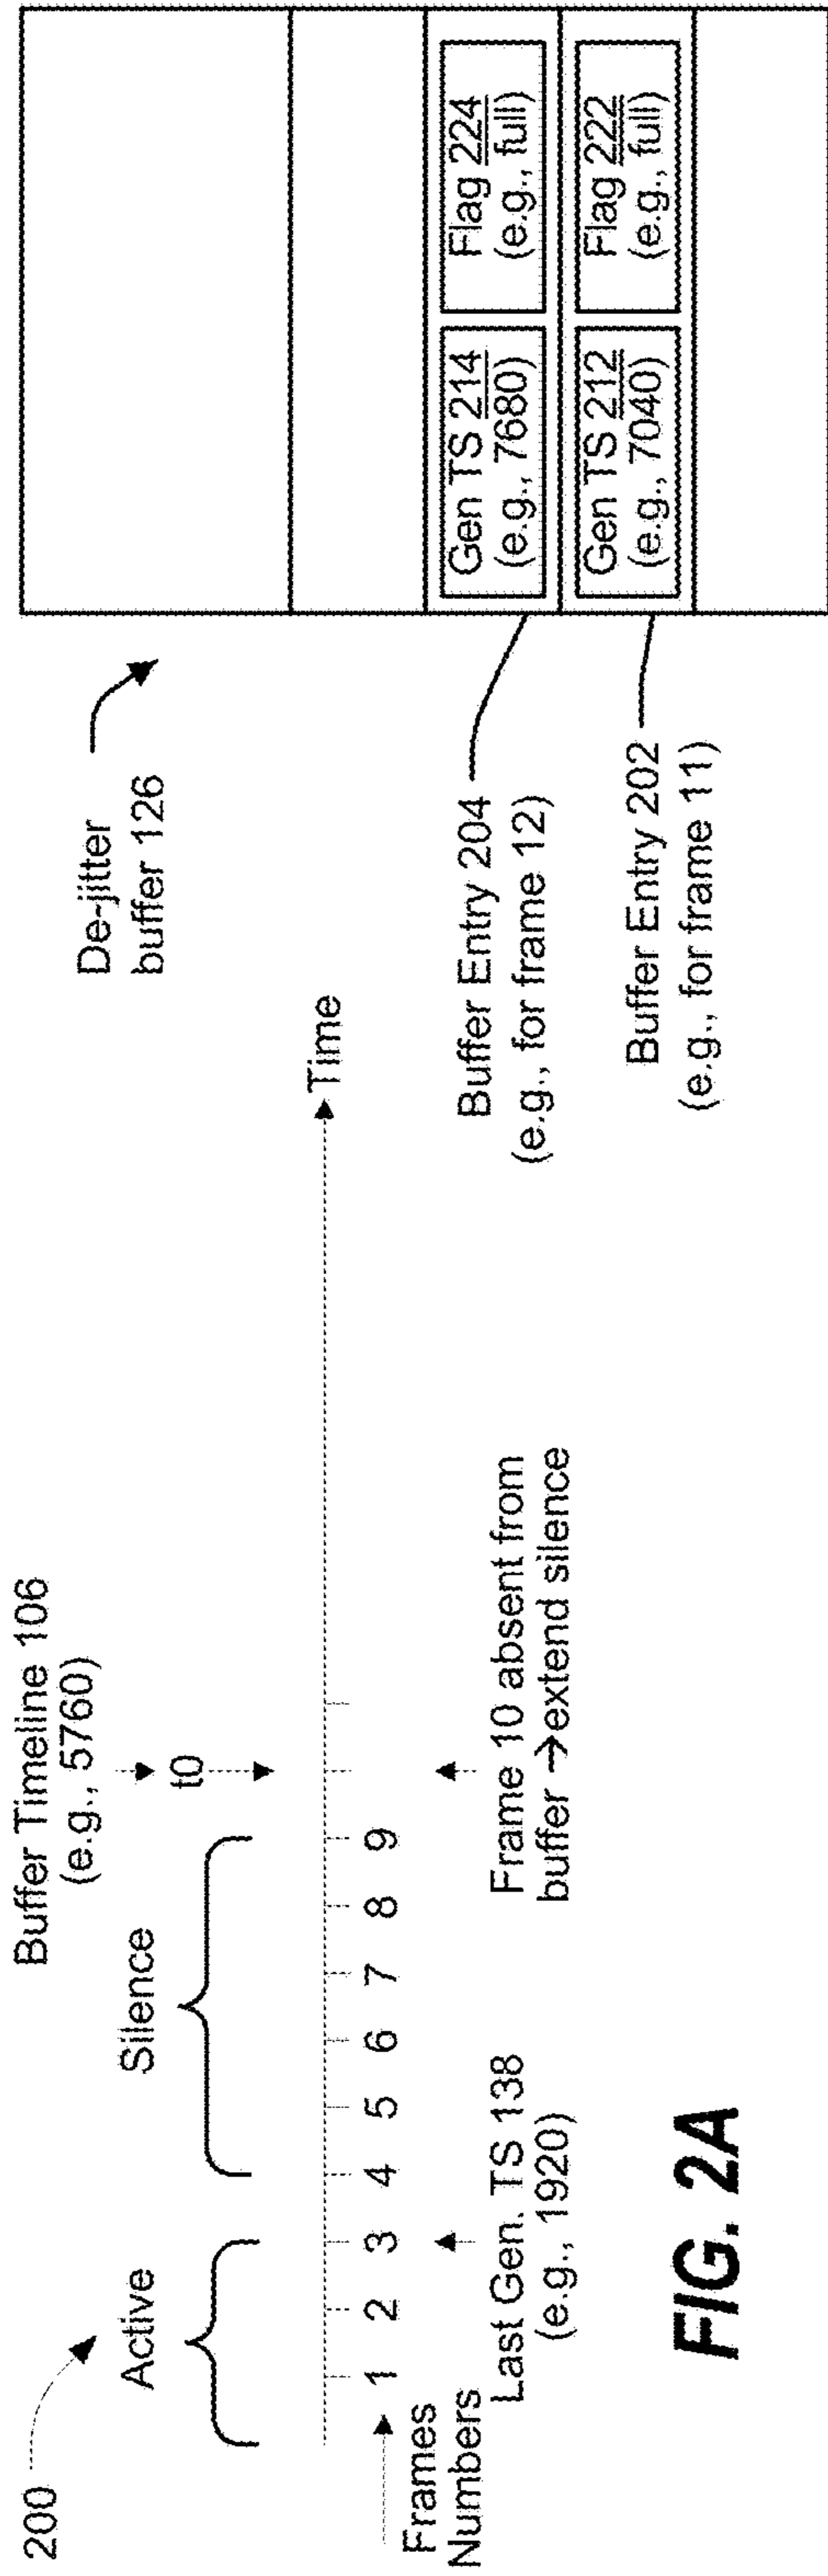 200
Active
Silence
Buffer Timeline 106
(e.g., 5760)
t0
Time
Frames
Numbers
1 2 3 4 5 6 7 8 9
Last Gen. TS 138
(e.g., 1920)
Frame 10 absent from
buffer →extend silence
De-jitter
buffer 126
Buffer Entry 204
(e.g., for frame 12)
Buffer Entry 202
(e.g., for frame 11)
Gen TS 214
(e.g., 7680)
Flag 224
(e.g., full)
Gen TS 212
(e.g., 7040)
Flag 222
(e.g., full)
FIG. 2A